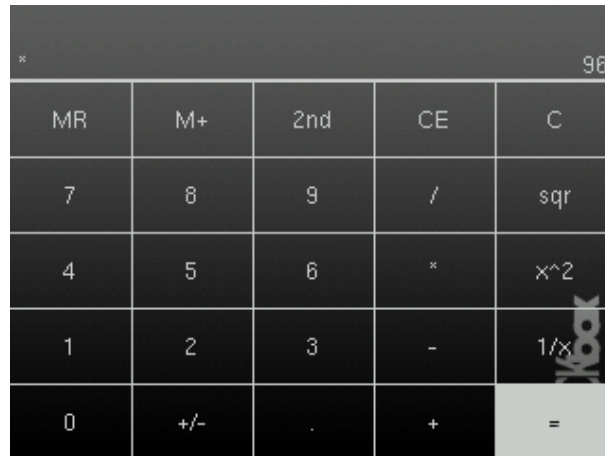 * 96
MR M+ 2nd CE C
7 8 9 / sqr
4 5 6 * x^2
1 2 3 - 1/x
0 +/- . + =